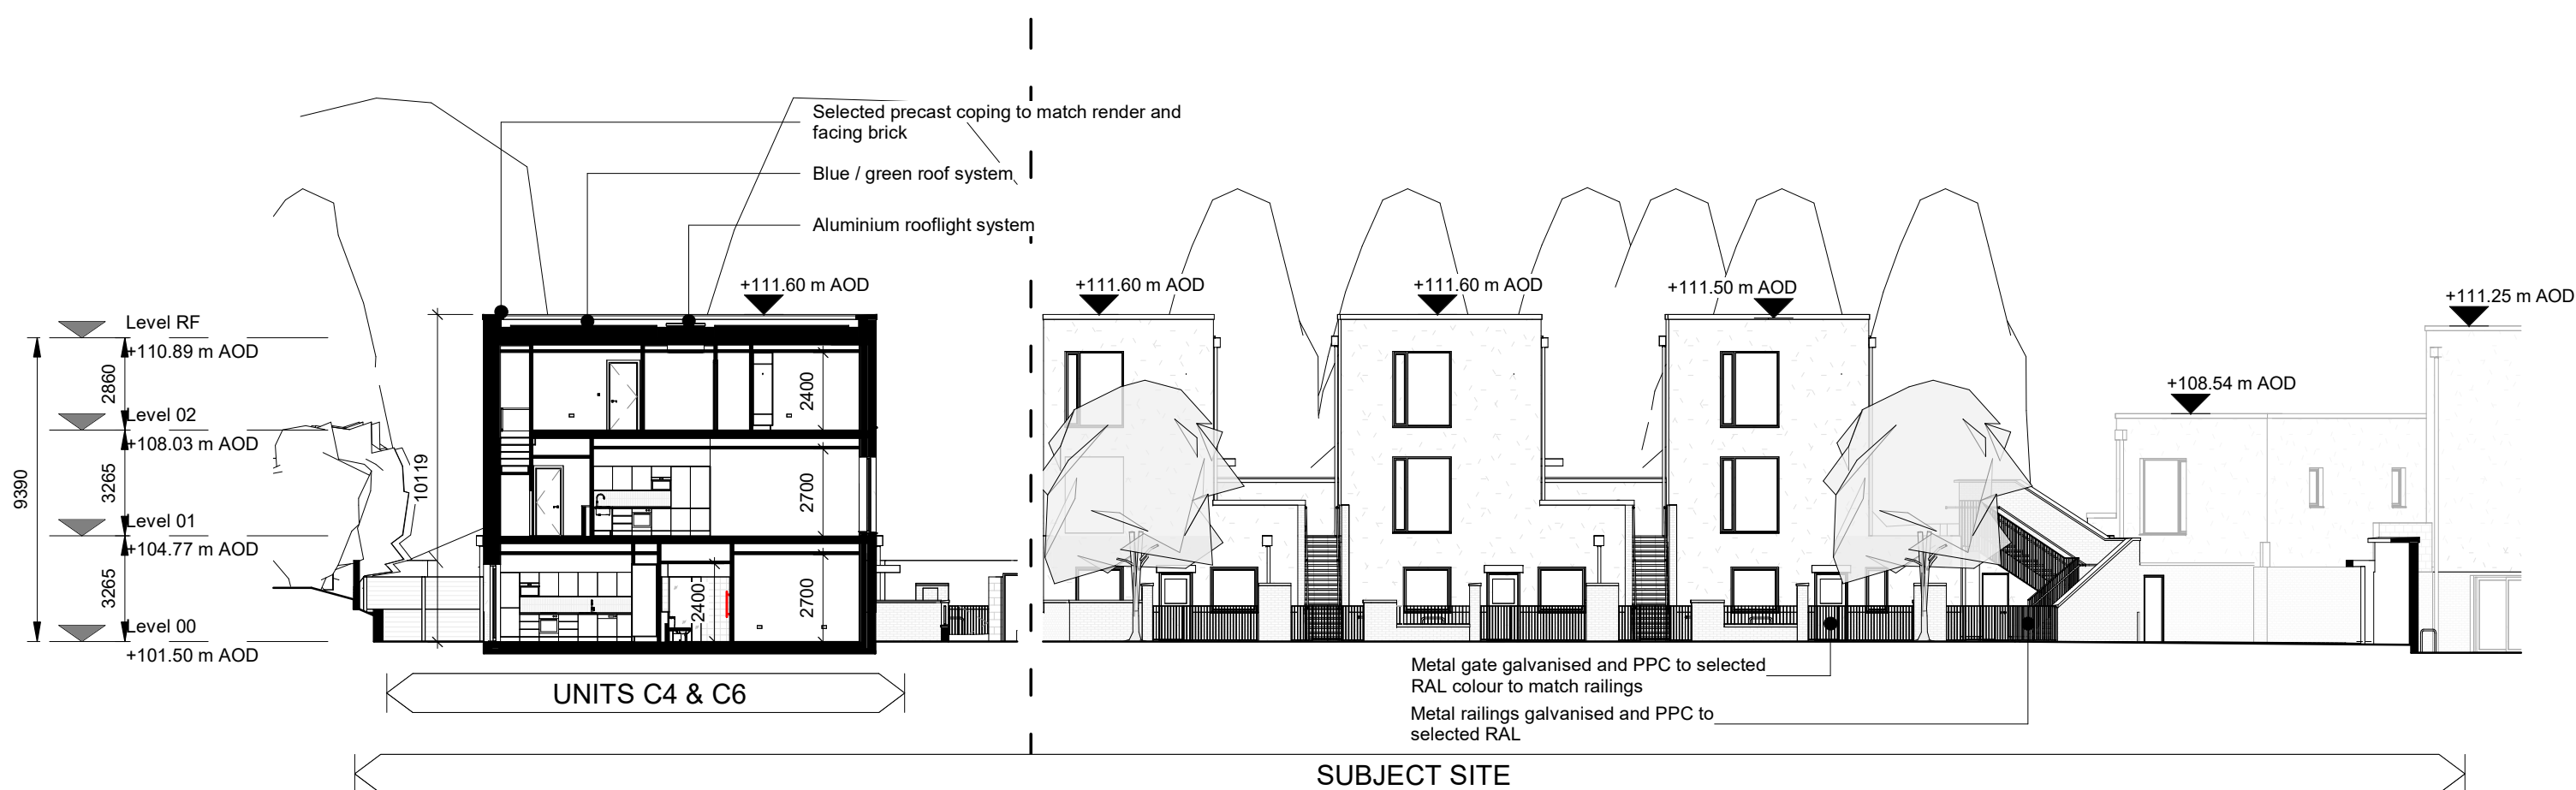 Selected precast coping to match render and
facing brick
Blue / green roof system
Aluminium rooflight system
+111.60 m AOD
+111.60 m AOD
+111.60 m AOD
+111.50 m AOD
+111.25 m AOD
+108.54 m AOD
Level RF
+110.89 m AOD
2860
Level 02
+108.03 m AOD
3265
Level 01
+104.77 m AOD
3265
Level 00
+101.50 m AOD
9390
10119
2400
2700
2400
2700
UNITS C4 & C6
Metal gate galvanised and PPC to selected
RAL colour to match railings
Metal railings galvanised and PPC to
selected RAL
SUBJECT SITE